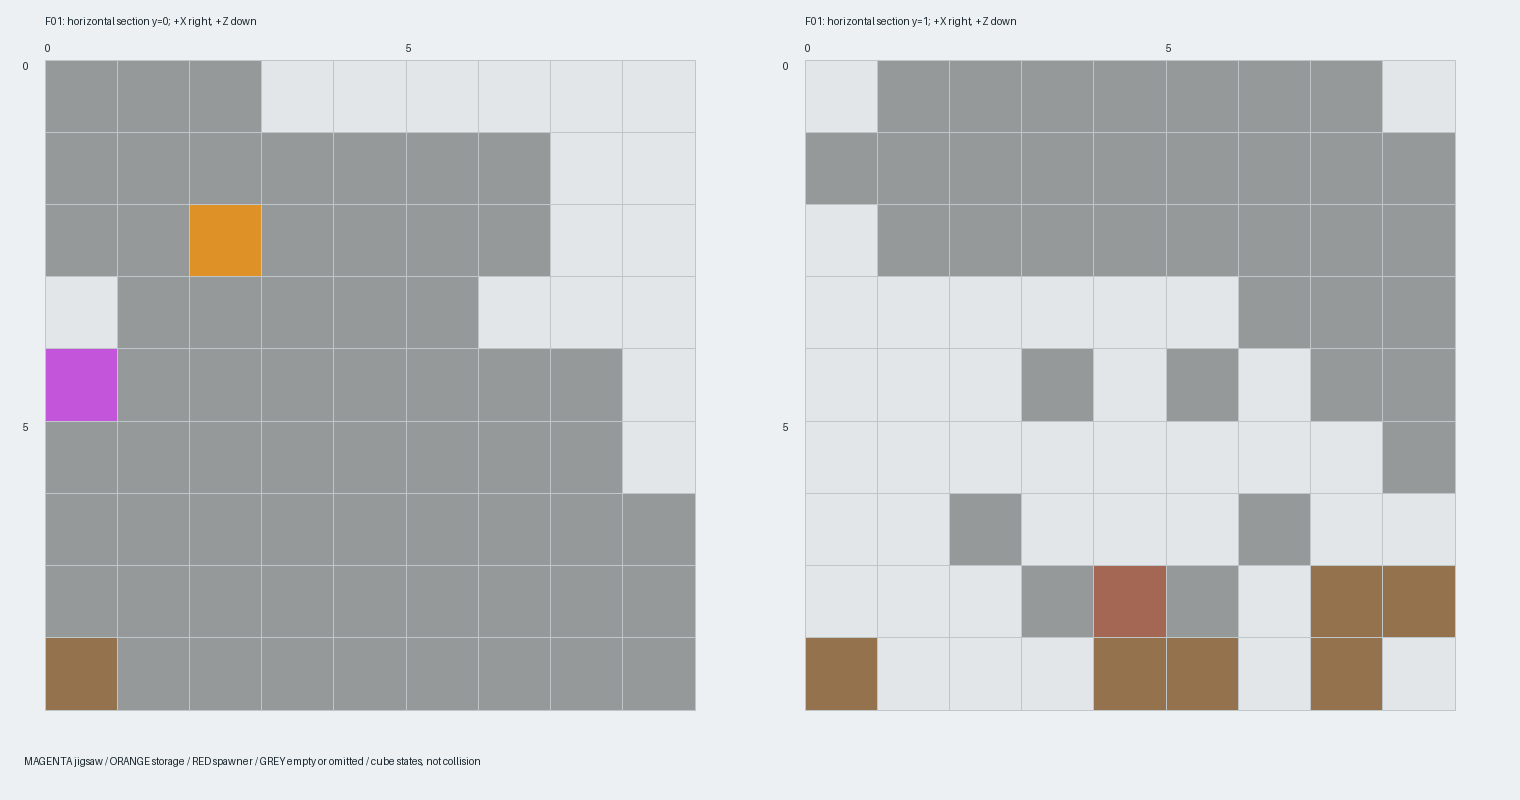 F01: horizontal section y=0; +X right, +Z down
F01: horizontal section y=1; +X right, +Z down
0 5
0 5
0
0
5
5
MAGENTA jigsaw / ORANGE storage / RED spawner / GREY empty or omitted / cube states, not collision